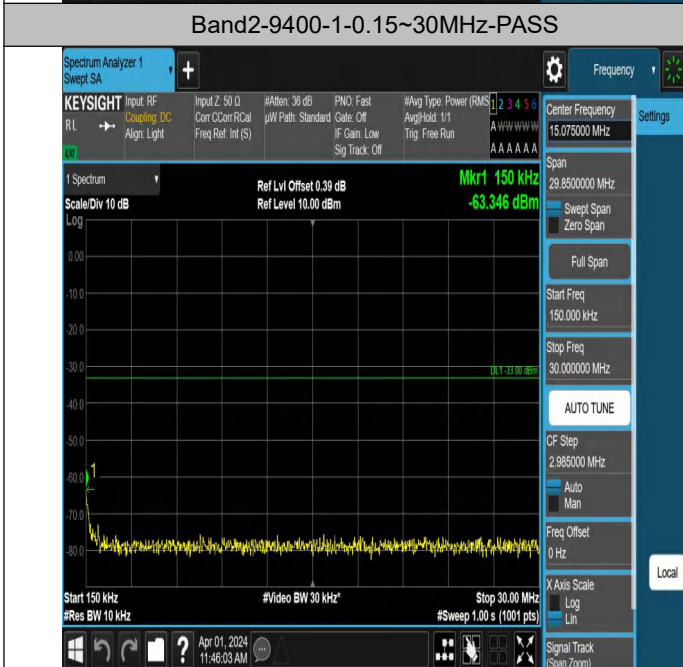 Band2-9400-1-0.15~30MHz-PASS
Spectrum Analyzer 1
Swept SA
Frequency
KEYSIGHT
RL
Input: RF
Coupling: DC
Align: Light
Input Z: 50 Ω
Corr CCorr RCal
Freq Ref: Int (S)
#Atten: 36 dB
µW Path: Standard
PNO: Fast
Gate: Off
IF Gain: Low
Sig Track: Off
#Avg Type: Power (RMS
Avg|Hold: 1/1
Trig: Free Run
1 2 3 4 5 6
A W W W W W
A A A A A A
1 Spectrum
Scale/Div 10 dB
Log
Ref Lvl Offset 0.39 dB
Ref Level 10.00 dBm
Mkr1 150 kHz
-63.346 dBm
0.00
-10.0
-20.0
-30.0
DL1 -33.00 dBm
-40.0
-50.0
-60.0
1
-70.0
-80.0
Start 150 kHz
#Res BW 10 kHz
#Video BW 30 kHz*
Stop 30.00 MHz
#Sweep 1.00 s (1001 pts)
Center Frequency
15.075000 MHz
Settings
Span
29.8500000 MHz
Swept Span
Zero Span
Full Span
Start Freq
150.000 kHz
Stop Freq
30.000000 MHz
AUTO TUNE
CF Step
2.985000 MHz
Auto
Man
Freq Offset
0 Hz
Local
X Axis Scale
Log
Lin
Signal Track
(Span Zoom)
?
Apr 01, 2024
11:46:03 AM